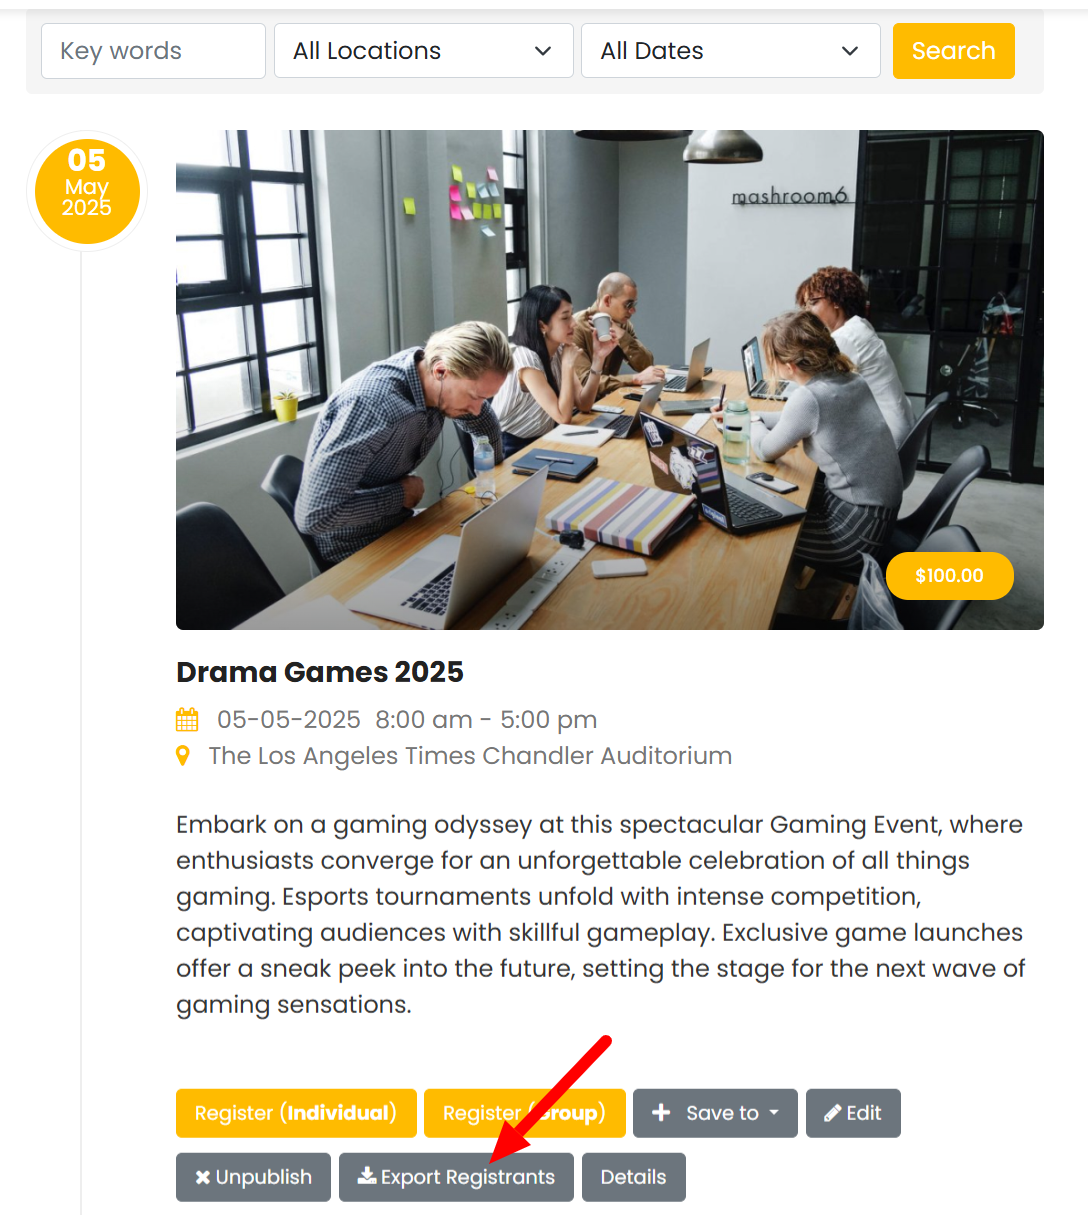 Key words
All Locations
All Dates
Search
05
May
2025
mashroom6
$100.00
Drama Games 2025
05-05-2025 8:00 am - 5:00 pm
The Los Angeles Times Chandler Auditorium
Embark on a gaming odyssey at this spectacular Gaming Event, where
enthusiasts converge for an unforgettable celebration of all things
gaming. Esports tournaments unfold with intense competition,
captivating audiences with skillful gameplay. Exclusive game launches
offer a sneak peek into the future, setting the stage for the next wave of
gaming sensations.
Register (Individual)
Register (Group)
Save to
Edit
Unpublish
Export Registrants
Details